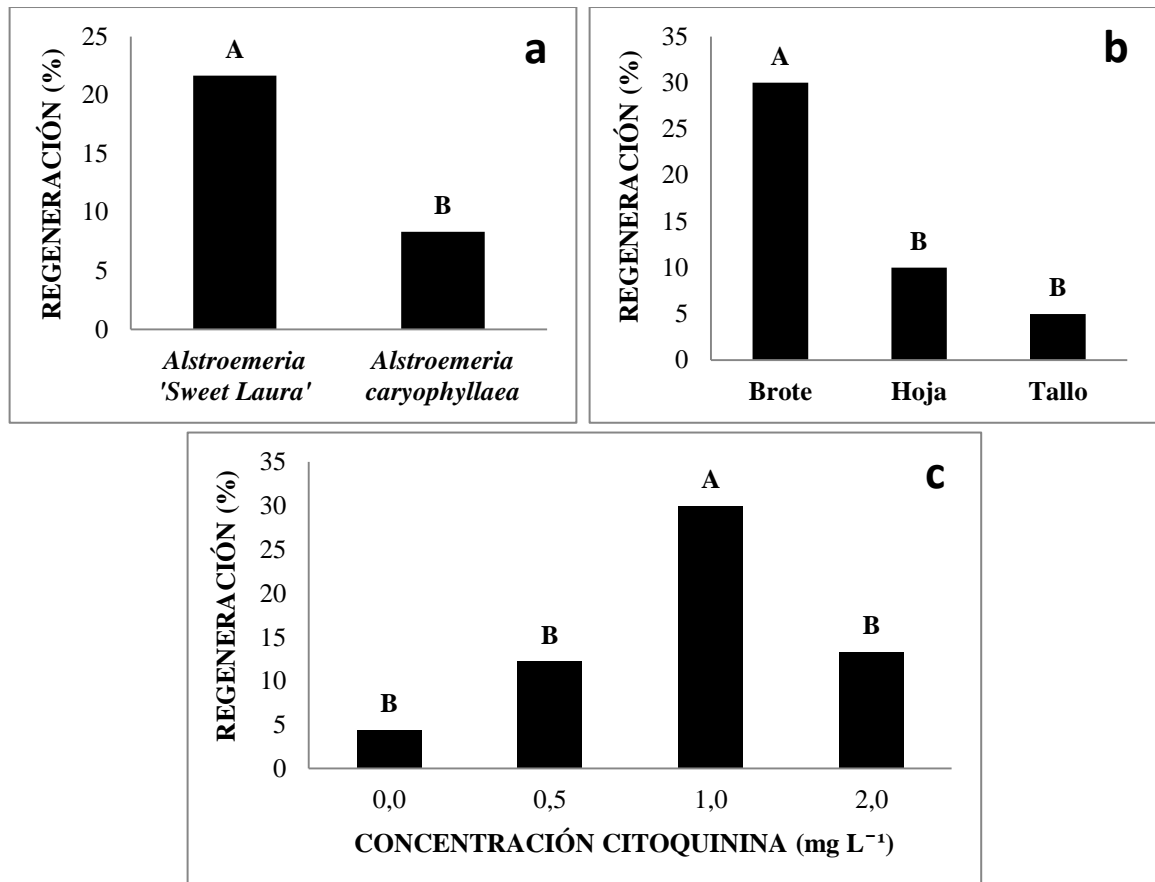 a
REGENERACIÓN (%)
25
20
15
10
5
0
A
B
Alstroemeria
'Sweet Laura'
Alstroemeria
caryophyllaea
b
REGENERACIÓN (%)
35
30
25
20
15
10
5
0
A
B
B
Brote
Hoja
Tallo
c
REGENERACIÓN (%)
35
30
25
20
15
10
5
0
B
B
A
B
0,0
0,5
1,0
2,0
CONCENTRACIÓN CITOQUININA (mg L⁻¹)